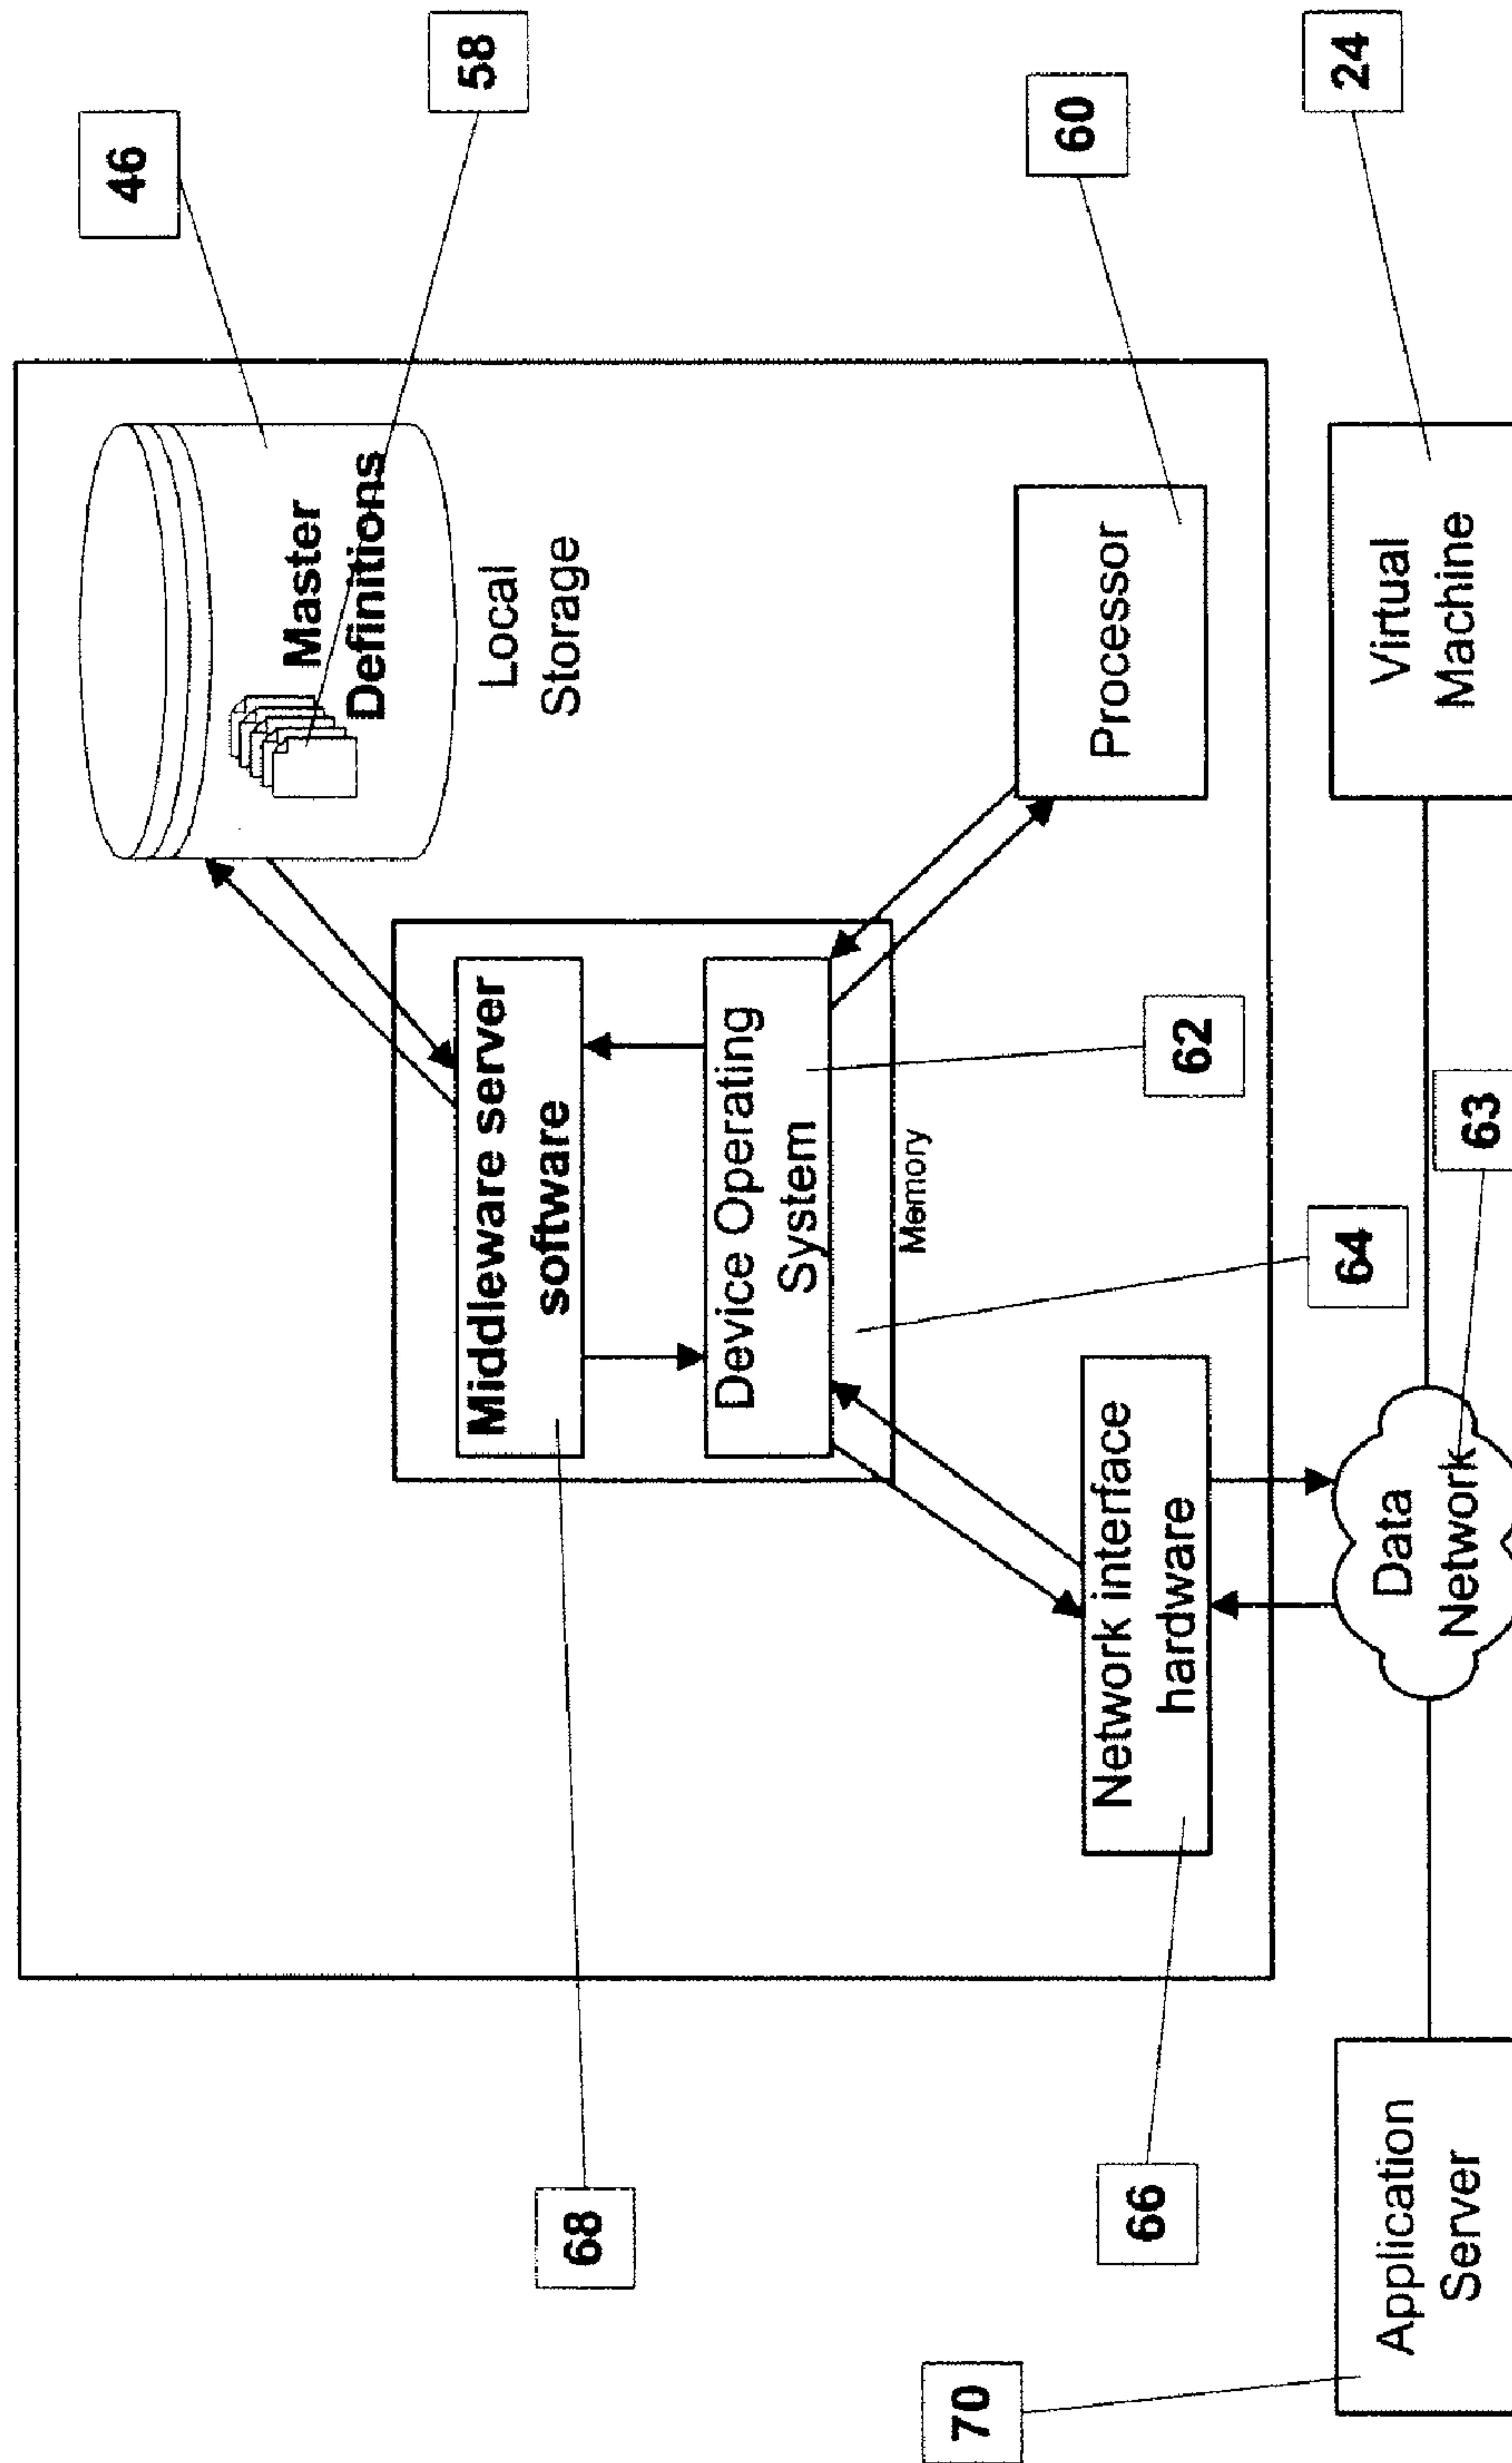 46
58
Master
Definitions
Local
Storage
68
Middleware server
software
Device Operating
System
Memory
62
64
60
Processor
66
Network interface
hardware
70
Application
Server
Data
Network
63
Virtual
Machine
24